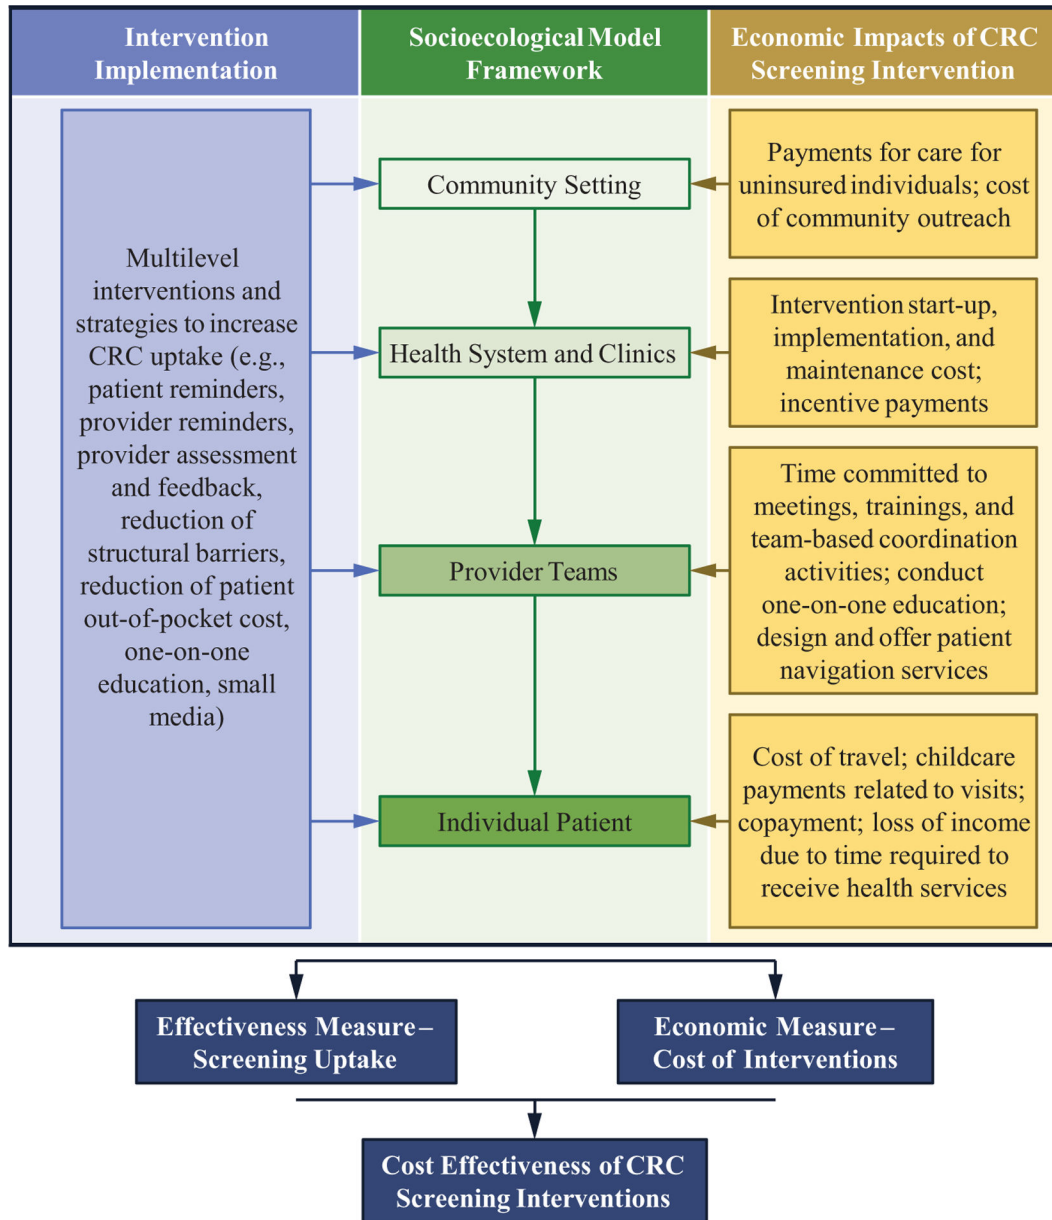 Intervention
Implementation
Socioecological Model
Framework
Economic Impacts of CRC
Screening Intervention
Multilevel
interventions and
strategies to increase
CRC uptake (e.g.,
patient reminders,
provider reminders,
provider assessment
and feedback,
reduction of
structural barriers,
reduction of patient
out-of-pocket cost,
one-on-one
education, small
media)
Community Setting
Health System and Clinics
Provider Teams
Individual Patient
Payments for care for
uninsured individuals; cost
of community outreach
Intervention start-up,
implementation, and
maintenance cost;
incentive payments
Time committed to
meetings, trainings, and
team-based coordination
activities; conduct
one-on-one education;
design and offer patient
navigation services
Cost of travel; childcare
payments related to visits;
copayment; loss of income
due to time required to
receive health services
Effectiveness Measure–
Screening Uptake
Economic Measure–
Cost of Interventions
Cost Effectiveness of CRC
Screening Interventions